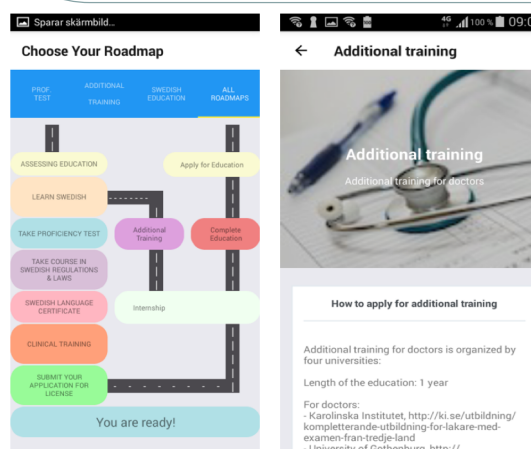 Sparar skärmbild...
Choose Your Roadmap
PROF.
TEST
ADDITIONAL
TRAINING
SWEDISH
EDUCATION
ALL
ROADMAPS
ASSESSING EDUCATION
Apply for Education
LEARN SWEDISH
TAKE PROFICIENCY TEST
Additional
Training
Complete
Education
TAKE COURSE IN
SWEDISH REGULATIONS
& LAWS
SWEDISH LANGUAGE
CERTIFICATE
Internship
CLINICAL TRAINING
SUBMIT YOUR
APPLICATION FOR
LICENSE
You are ready!
4G 100 % 09:0
Additional training
Additional training
Additional training for doctors
How to apply for additional training
Additional training for doctors is organized by
four universities:
Length of the education: 1 year
For doctors:
- Karolinska Institutet, http://ki.se/utbildning/
kompletterande-utbildning-for-lakare-med-
examen-fran-tredje-land
- University of Gothenburg, http://